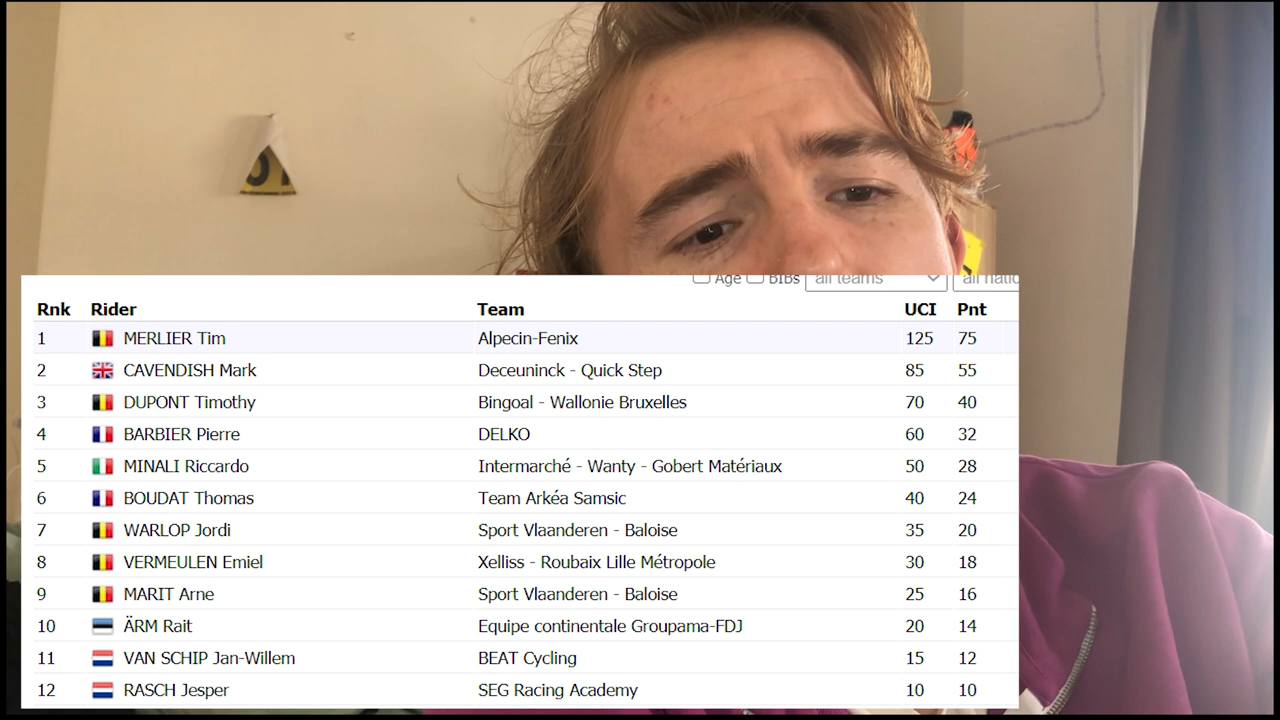 01
Age BIBs all teams all natio
Rnk Rider Team UCI Pnt
1 MERLIER Tim Alpecin-Fenix 125 75
2 CAVENDISH Mark Deceuninck - Quick Step 85 55
3 DUPONT Timothy Bingoal - Wallonie Bruxelles 70 40
4 BARBIER Pierre DELKO 60 32
5 MINALI Riccardo Intermarché - Wanty - Gobert Matériaux 50 28
6 BOUDAT Thomas Team Arkéa Samsic 40 24
7 WARLOP Jordi Sport Vlaanderen - Baloise 35 20
8 VERMEULEN Emiel Xelliss - Roubaix Lille Métropole 30 18
9 MARIT Arne Sport Vlaanderen - Baloise 25 16
10 ÄRM Rait Equipe continentale Groupama-FDJ 20 14
11 VAN SCHIP Jan-Willem BEAT Cycling 15 12
12 RASCH Jesper SEG Racing Academy 10 10